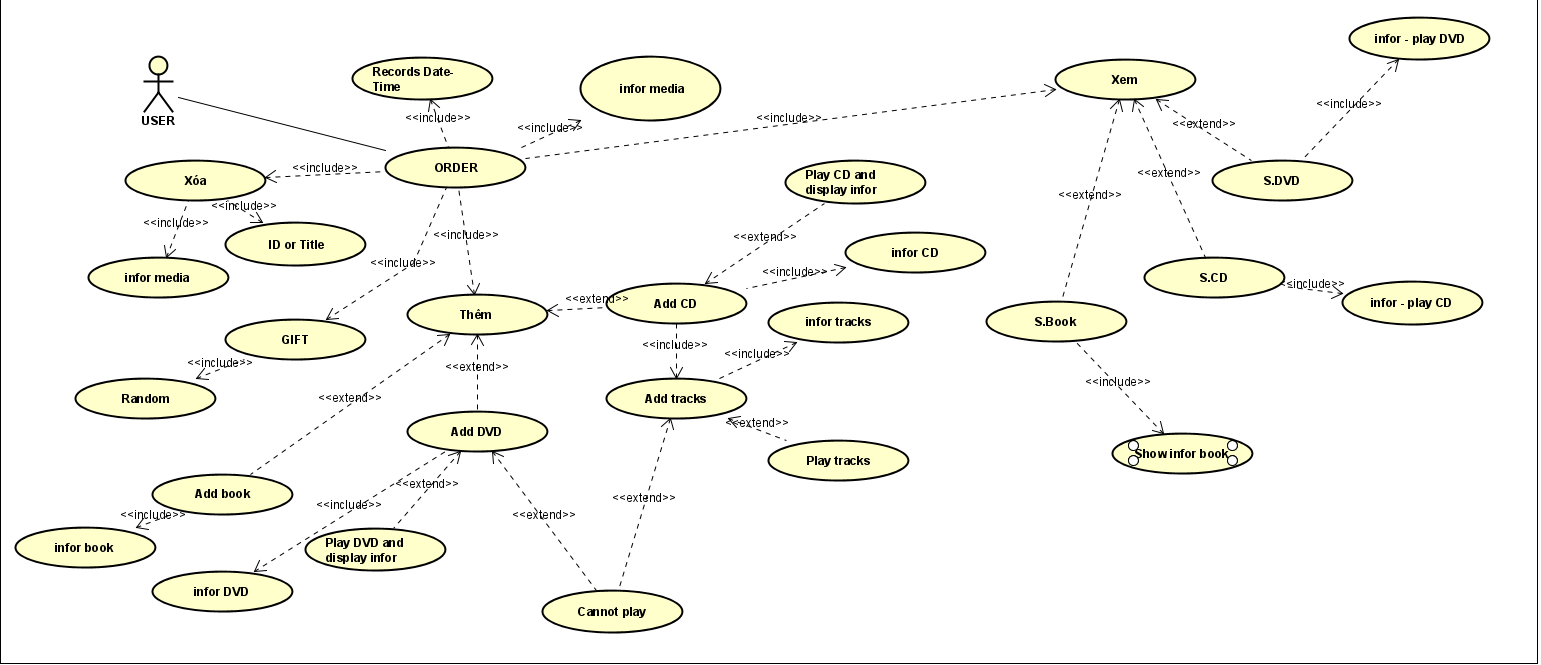 infor - play DVD
Records Date-
Time
infor media
Xem
USER
<<include>>
<<include>>
<<include>>
<<include>>
<<extend>>
ORDER
<<include>>
Xóa
Play CD and
display infor
<<extend>>
S.DVD
<<extend>>
<<include>>
<<include>>
<<include>>
<<extend>>
ID or Title
infor CD
<<include>>
<<include>>
infor media
S.CD
<<include>>
infor - play CD
<<extend>>
Add CD
Thêm
infor tracks
S.Book
GIFT
<<include>>
<<include>>
<<include>>
<<extend>>
<<include>>
Random
<<extend>>
Add tracks
<<extend>>
Add DVD
Play tracks
Show infor book
<<extend>>
Add book
<<extend>>
<<include>>
<<include>>
<<extend>>
infor book
Play DVD and
display infor
infor DVD
Cannot play